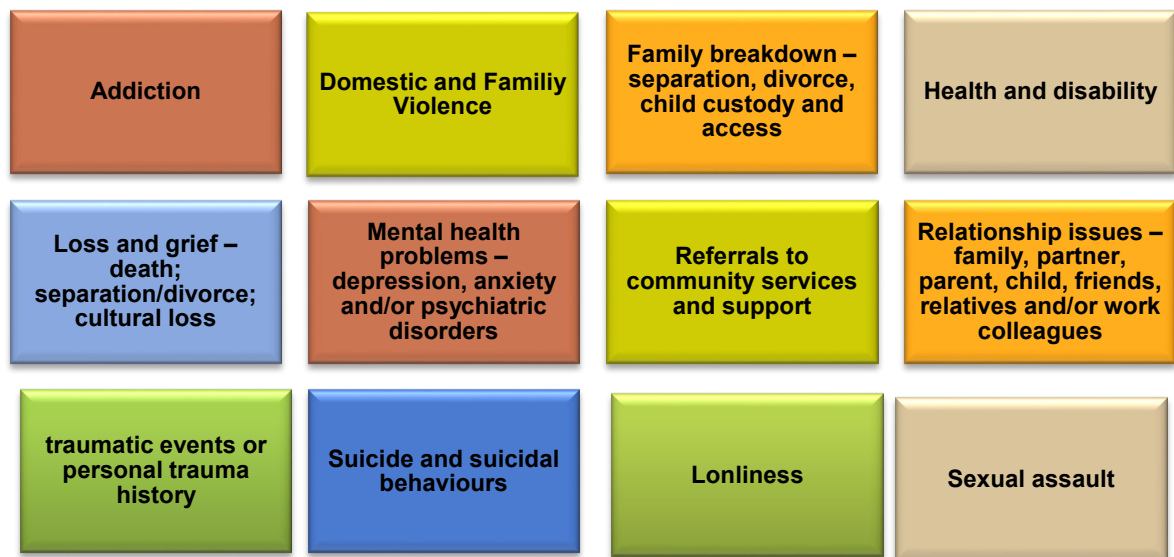 Addiction
Domestic and Familiy
Violence
Family breakdown –
separation, divorce,
child custody and
access
Health and disability
Loss and grief –
death;
separation/divorce;
cultural loss
Mental health
problems –
depression, anxiety
and/or psychiatric
disorders
Referrals to
community services
and support
Relationship issues –
family, partner,
parent, child, friends,
relatives and/or work
colleagues
traumatic events or
personal trauma
history
Suicide and suicidal
behaviours
Lonliness
Sexual assault